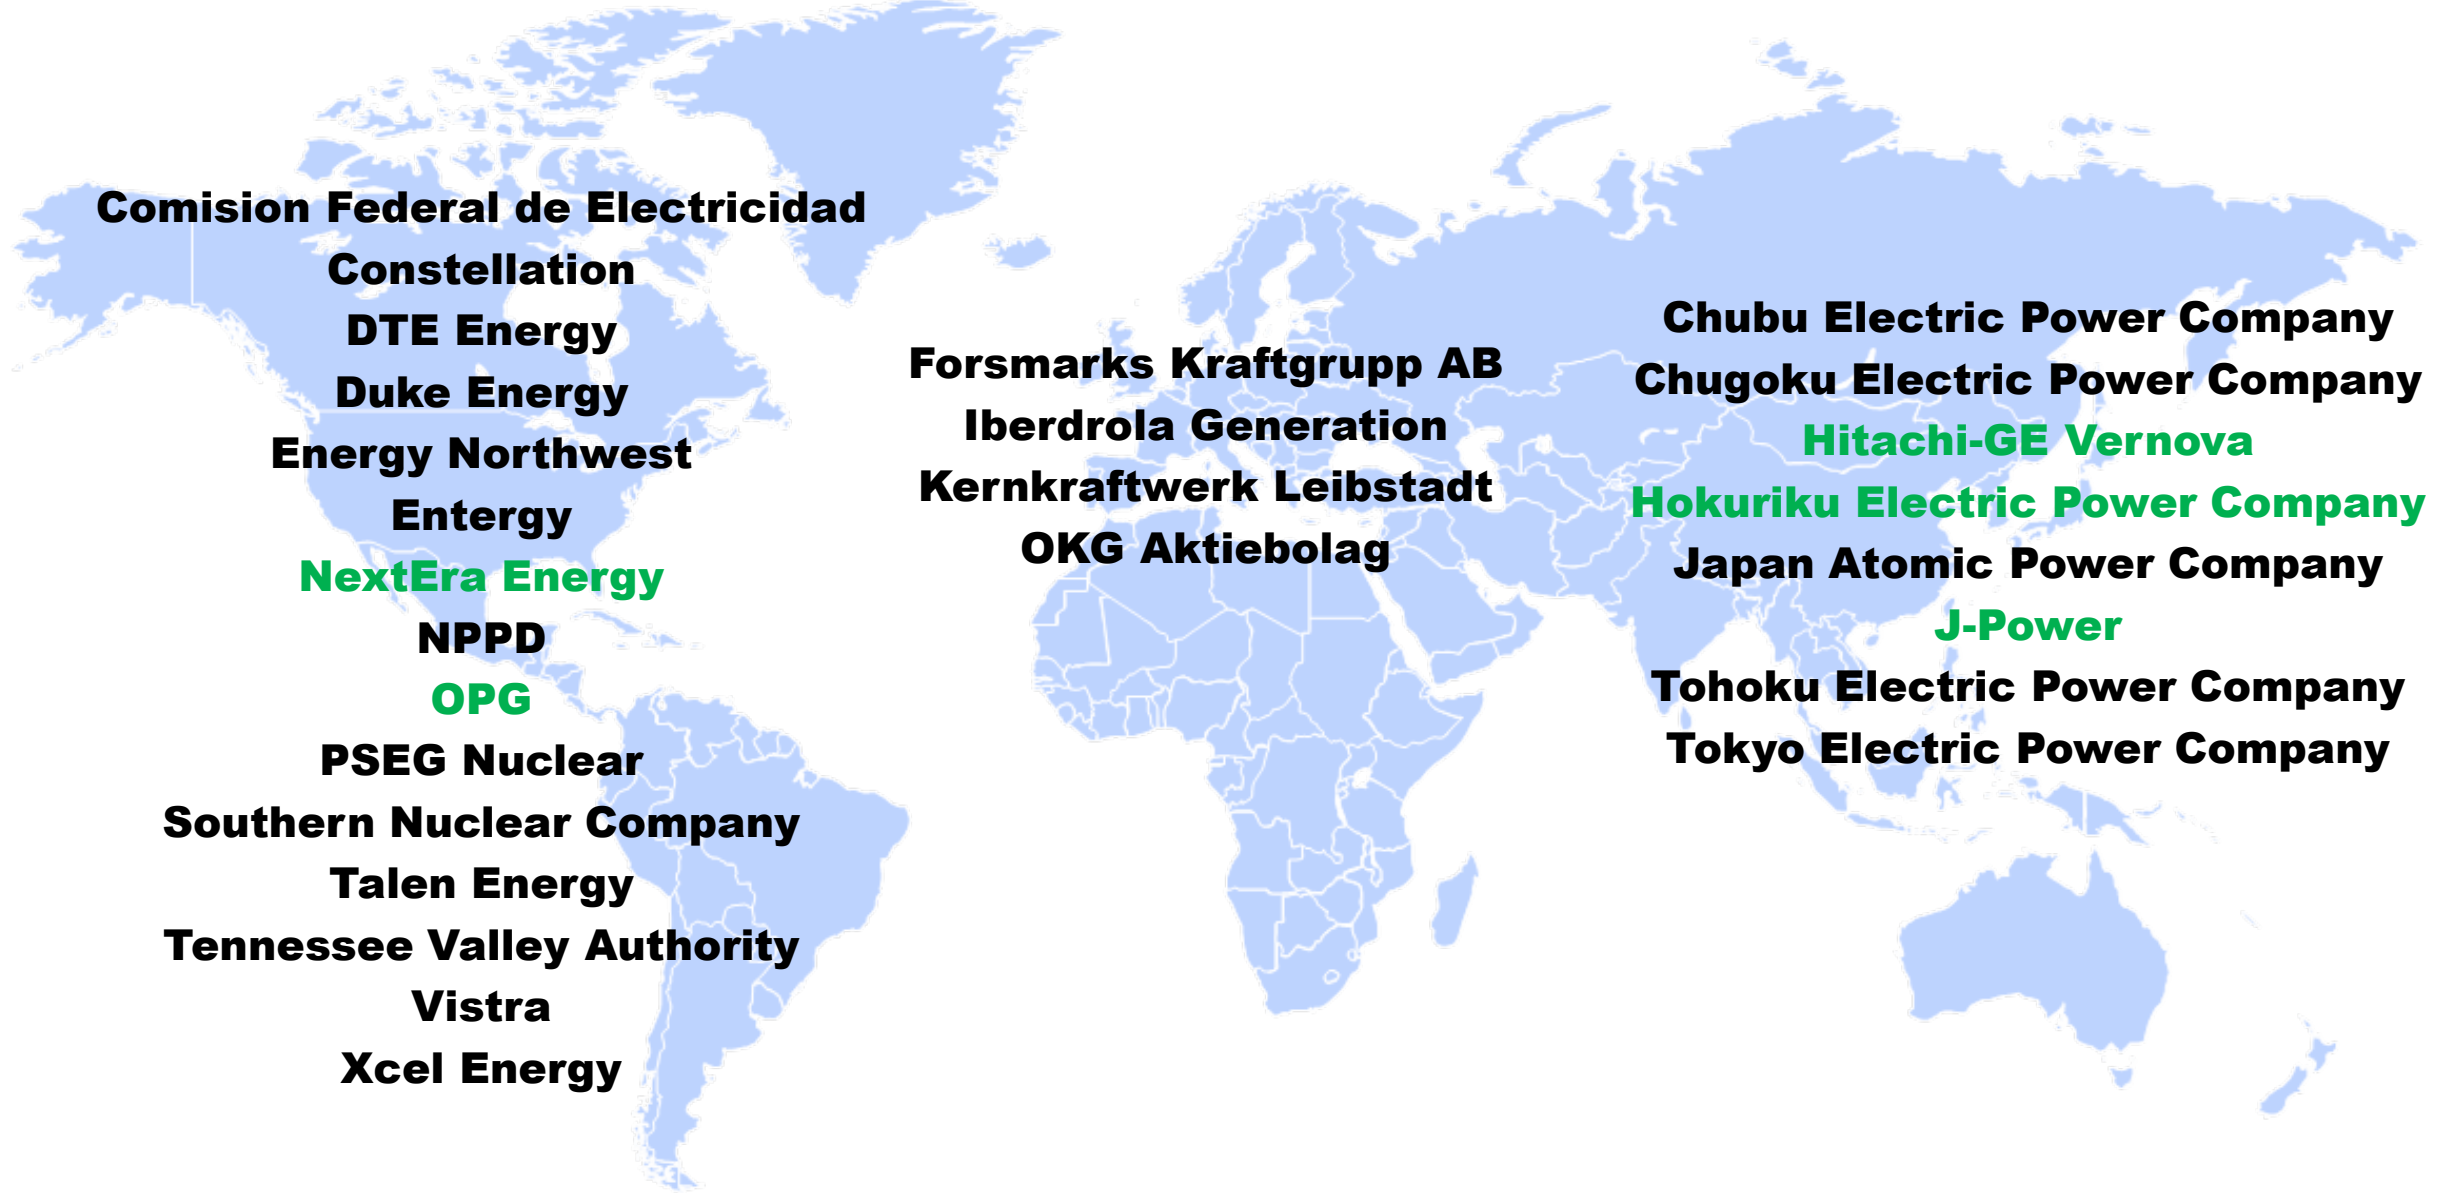 Comision Federal de Electricidad
Constellation
DTE Energy
Duke Energy
Energy Northwest
Entergy
NextEra Energy
NPPD
OPG
PSEG Nuclear
Southern Nuclear Company
Talen Energy
Tennessee Valley Authority
Vistra
Xcel Energy
Forsmarks Kraftgrupp AB
Iberdrola Generation
Kernkraftwerk Leibstadt
OKG Aktiebolag
Chubu Electric Power Company
Chugoku Electric Power Company
Hitachi-GE Vernova
Hokuriku Electric Power Company
Japan Atomic Power Company
J-Power
Tohoku Electric Power Company
Tokyo Electric Power Company